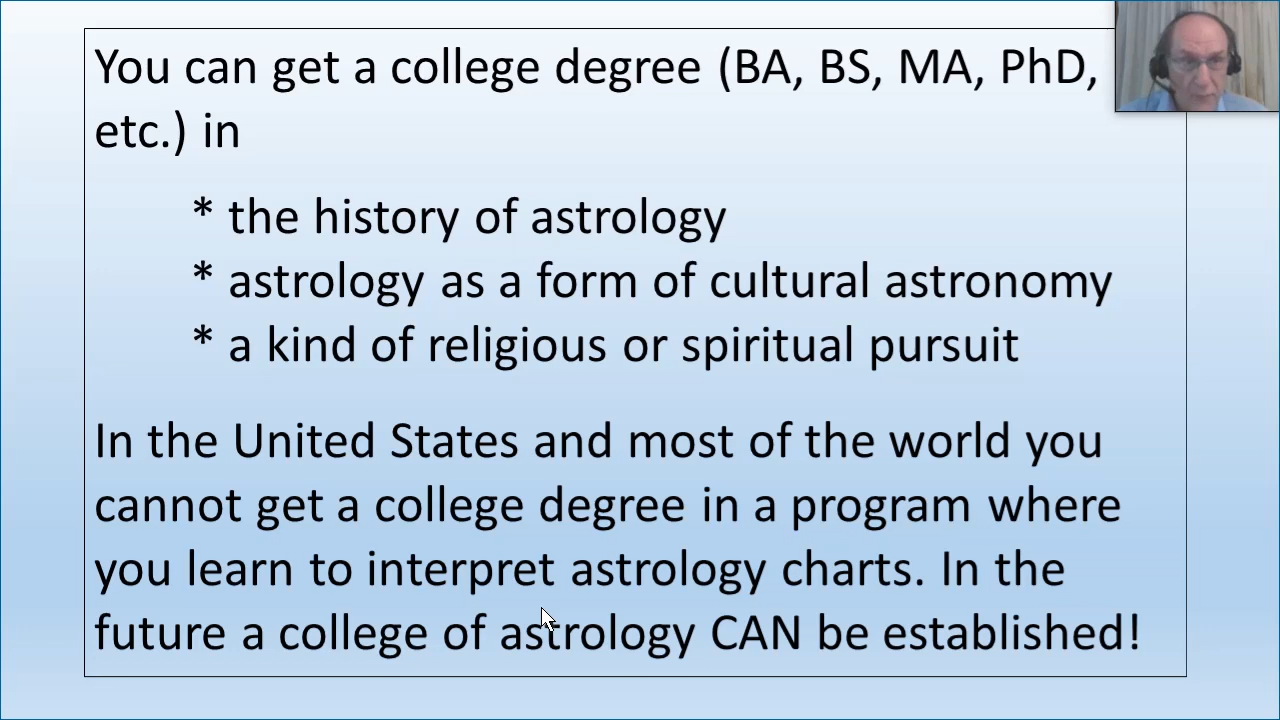 You can get a college degree (BA, BS, MA, PhD,
etc.) in
* the history of astrology
* astrology as a form of cultural astronomy
* a kind of religious or spiritual pursuit
In the United States and most of the world you
cannot get a college degree in a program where
you learn to interpret astrology charts. In the
future a college of astrology CAN be established!